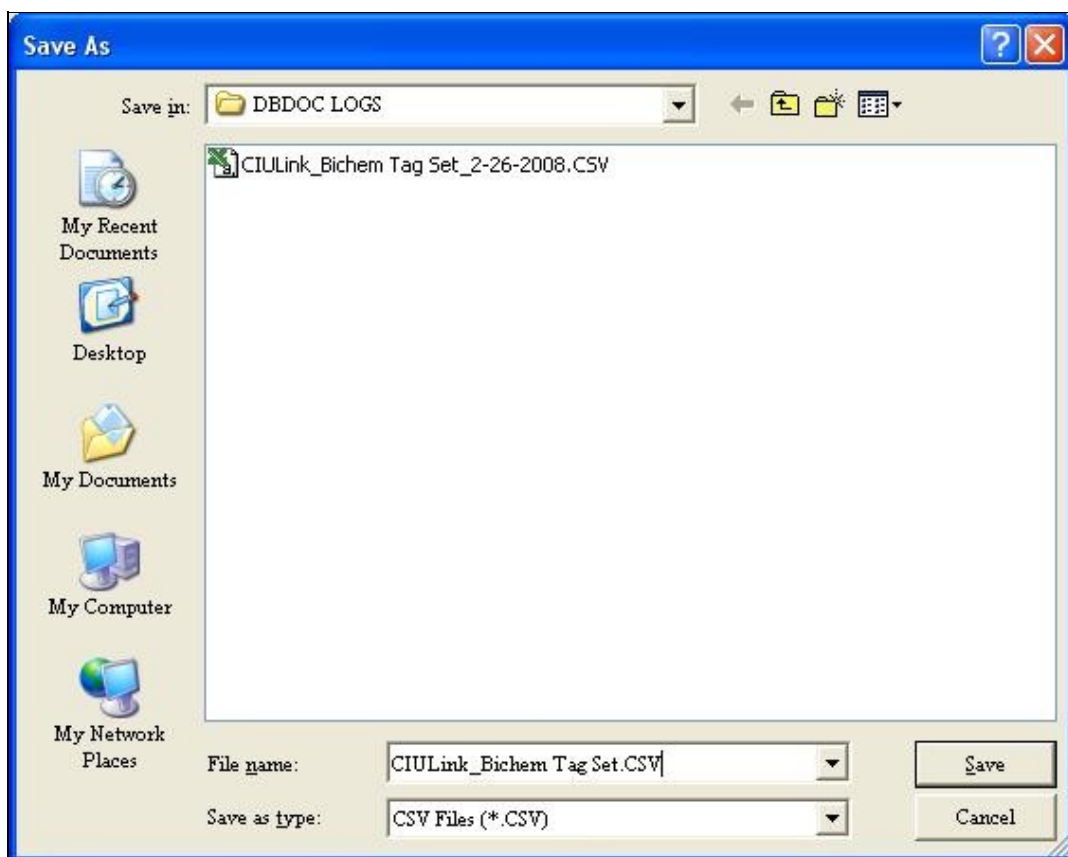 Save As
Save in:
DBDOC LOGS
CIULink_Bichem Tag Set_2-26-2008.CSV
My Recent
Documents
Desktop
My Documents
My Computer
My Network
Places
File name:
CIULink_Bichem Tag Set.CSV
Save
Save as type:
CSV Files (*.CSV)
Cancel